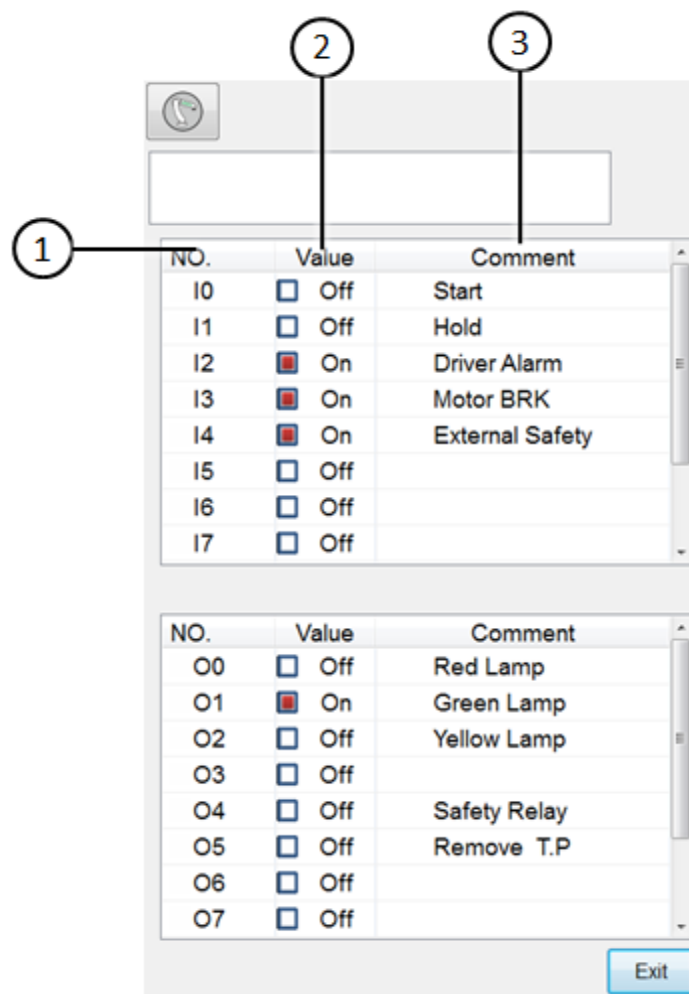 2
3
1
NO. Value Comment
I0 Off Start
I1 Off Hold
I2 On Driver Alarm
I3 On Motor BRK
I4 On External Safety
I5 Off
I6 Off
I7 Off
NO. Value Comment
O0 Off Red Lamp
O1 On Green Lamp
O2 Off Yellow Lamp
O3 Off
O4 Off Safety Relay
O5 Off Remove T.P
O6 Off
O7 Off
Exit